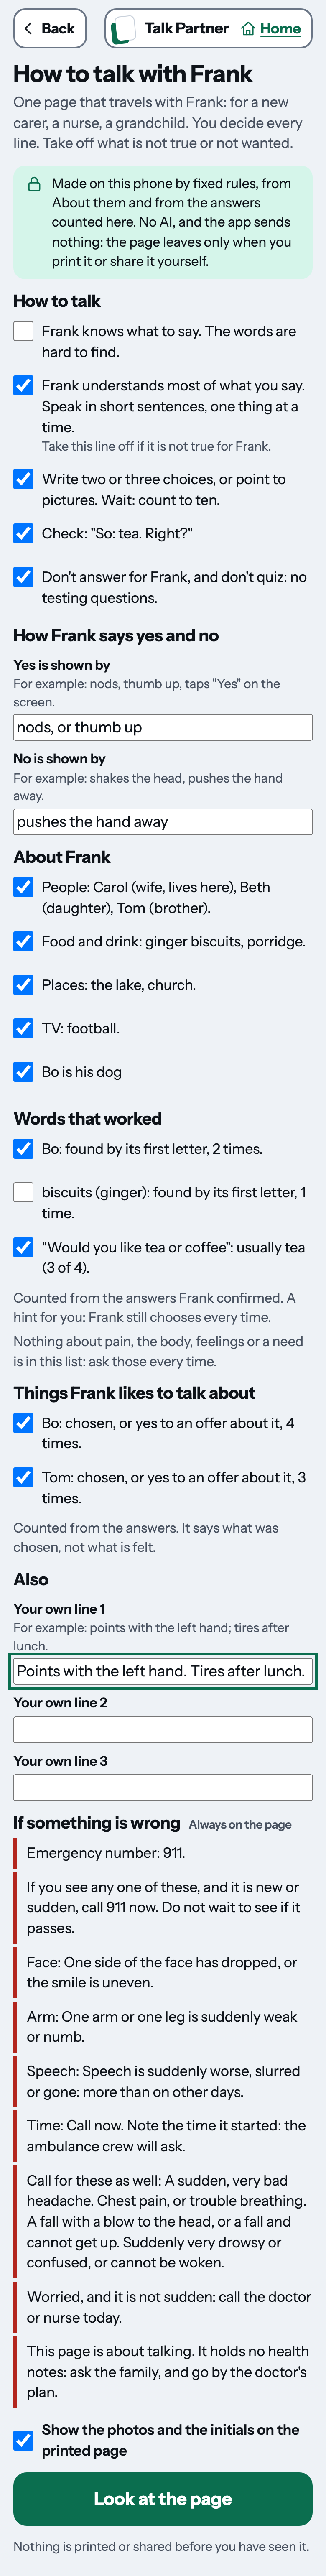 Back
Talk Partner
Home
How to talk with Frank
One page that travels with Frank: for a new
carer, a nurse, a grandchild. You decide every
line. Take off what is not true or not wanted.
Made on this phone by fixed rules, from
About them and from the answers
counted here. No AI, and the app sends
nothing: the page leaves only when you
print it or share it yourself.
How to talk
Frank knows what to say. The words are
hard to find.
Frank understands most of what you say.
Speak in short sentences, one thing at a
time.
Take this line off if it is not true for Frank.
Write two or three choices, or point to
pictures. Wait: count to ten.
Check: "So: tea. Right?"
Don't answer for Frank, and don't quiz: no
testing questions.
How Frank says yes and no
Yes is shown by
For example: nods, thumb up, taps "Yes" on the
screen.
nods, or thumb up
No is shown by
For example: shakes the head, pushes the hand
away.
pushes the hand away
About Frank
People: Carol (wife, lives here), Beth
(daughter), Tom (brother).
Food and drink: ginger biscuits, porridge.
Places: the lake, church.
TV: football.
Bo is his dog
Words that worked
Bo: found by its first letter, 2 times.
biscuits (ginger): found by its first letter, 1
time.
"Would you like tea or coffee": usually tea
(3 of 4).
Counted from the answers Frank confirmed. A
hint for you: Frank still chooses every time.
Nothing about pain, the body, feelings or a need
is in this list: ask those every time.
Things Frank likes to talk about
Bo: chosen, or yes to an offer about it, 4
times.
Tom: chosen, or yes to an offer about it, 3
times.
Counted from the answers. It says what was
chosen, not what is felt.
Also
Your own line 1
For example: points with the left hand; tires after
lunch.
Points with the left hand. Tires after lunch.
Your own line 2
Your own line 3
If something is wrong Always on the page
Emergency number: 911.
If you see any one of these, and it is new or
sudden, call 911 now. Do not wait to see if it
passes.
Face: One side of the face has dropped, or
the smile is uneven.
Arm: One arm or one leg is suddenly weak
or numb.
Speech: Speech is suddenly worse, slurred
or gone: more than on other days.
Time: Call now. Note the time it started: the
ambulance crew will ask.
Call for these as well: A sudden, very bad
headache. Chest pain, or trouble breathing.
A fall with a blow to the head, or a fall and
cannot get up. Suddenly very drowsy or
confused, or cannot be woken.
Worried, and it is not sudden: call the doctor
or nurse today.
This page is about talking. It holds no health
notes: ask the family, and go by the doctor's
plan.
Show the photos and the initials on the
printed page
Look at the page
Nothing is printed or shared before you have seen it.